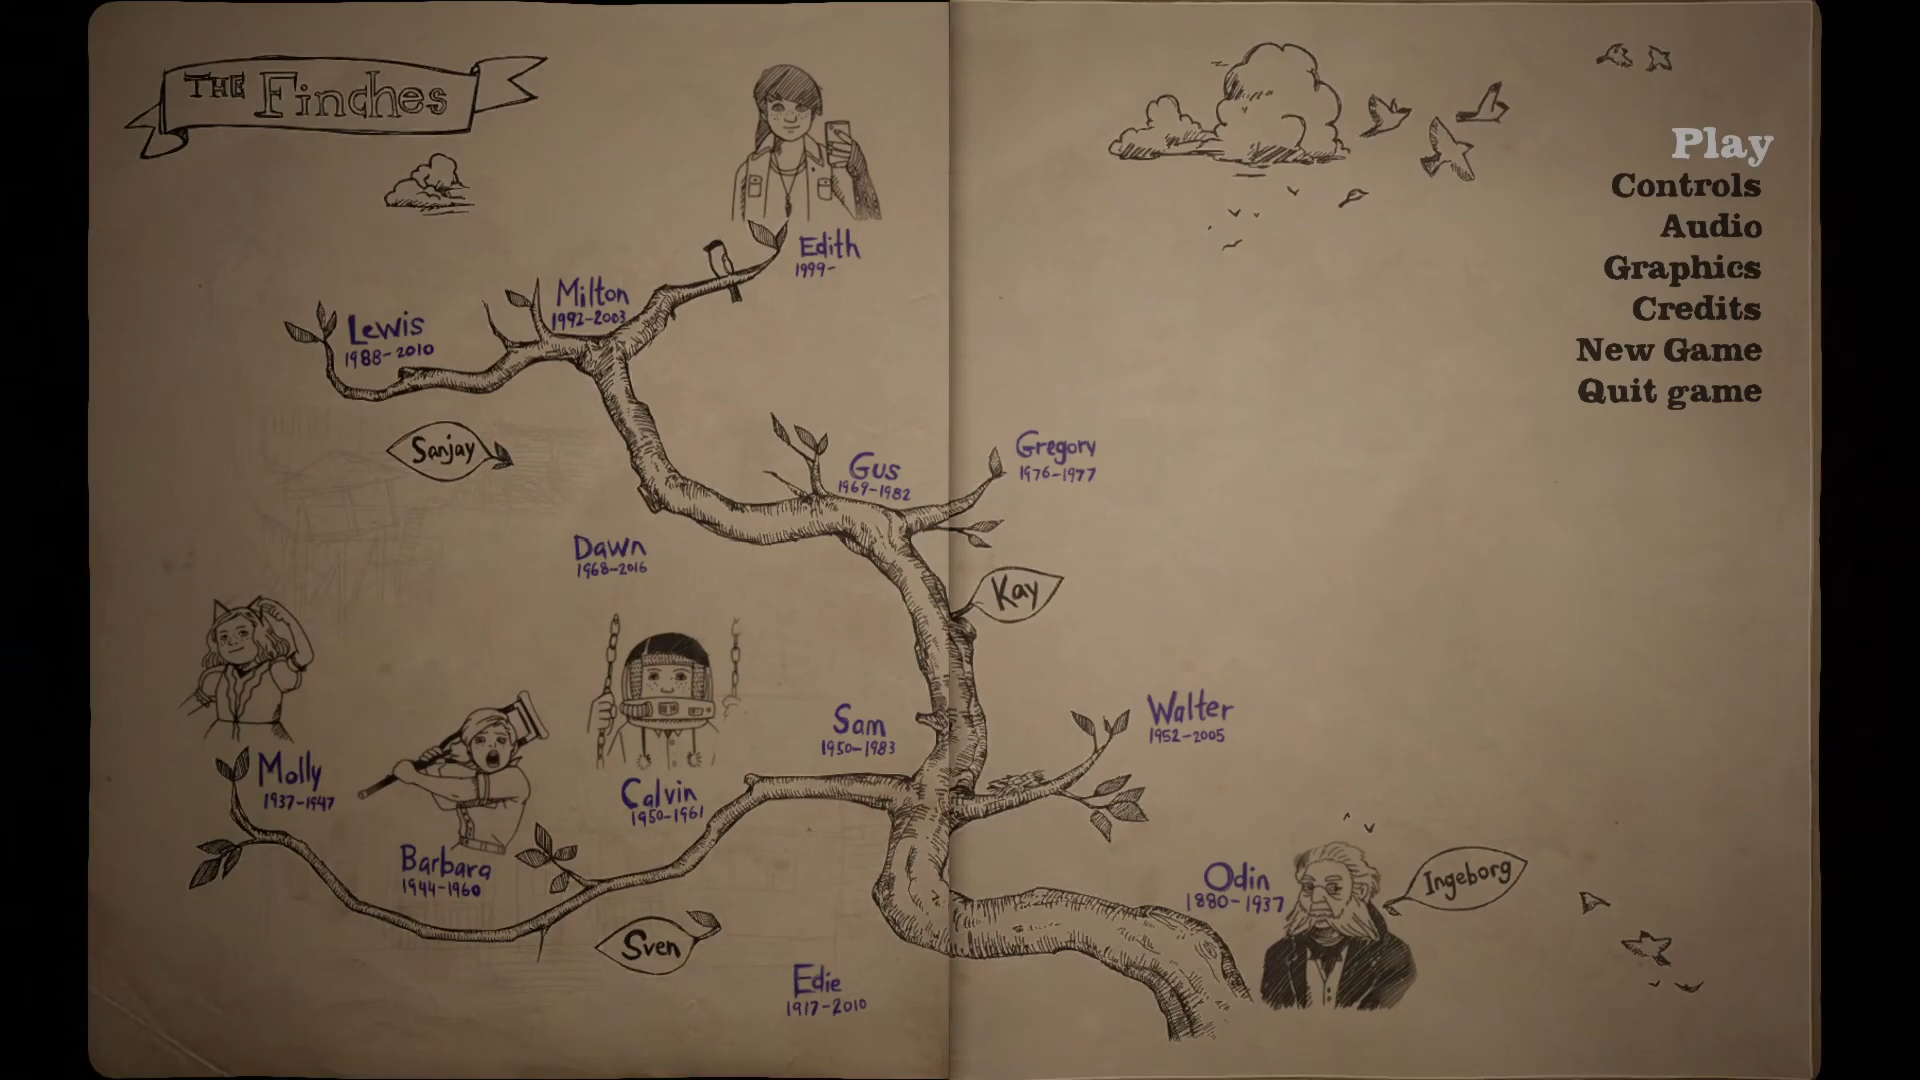 THE Finches
Edith
1999-
Milton
1992-2003
Lewis
1988-2010
Sanjay
Gus
1969-1982
Gregory
1976-1977
Dawn
1968-2016
Kay
Sam
1950-1983
Walter
1952-2005
Molly
1937-1947
Calvin
1950-1961
Barbara
1944-1960
Odin
1880-1937
Ingeborg
Sven
Edie
1917-2010
Play
Controls
Audio
Graphics
Credits
New Game
Quit game